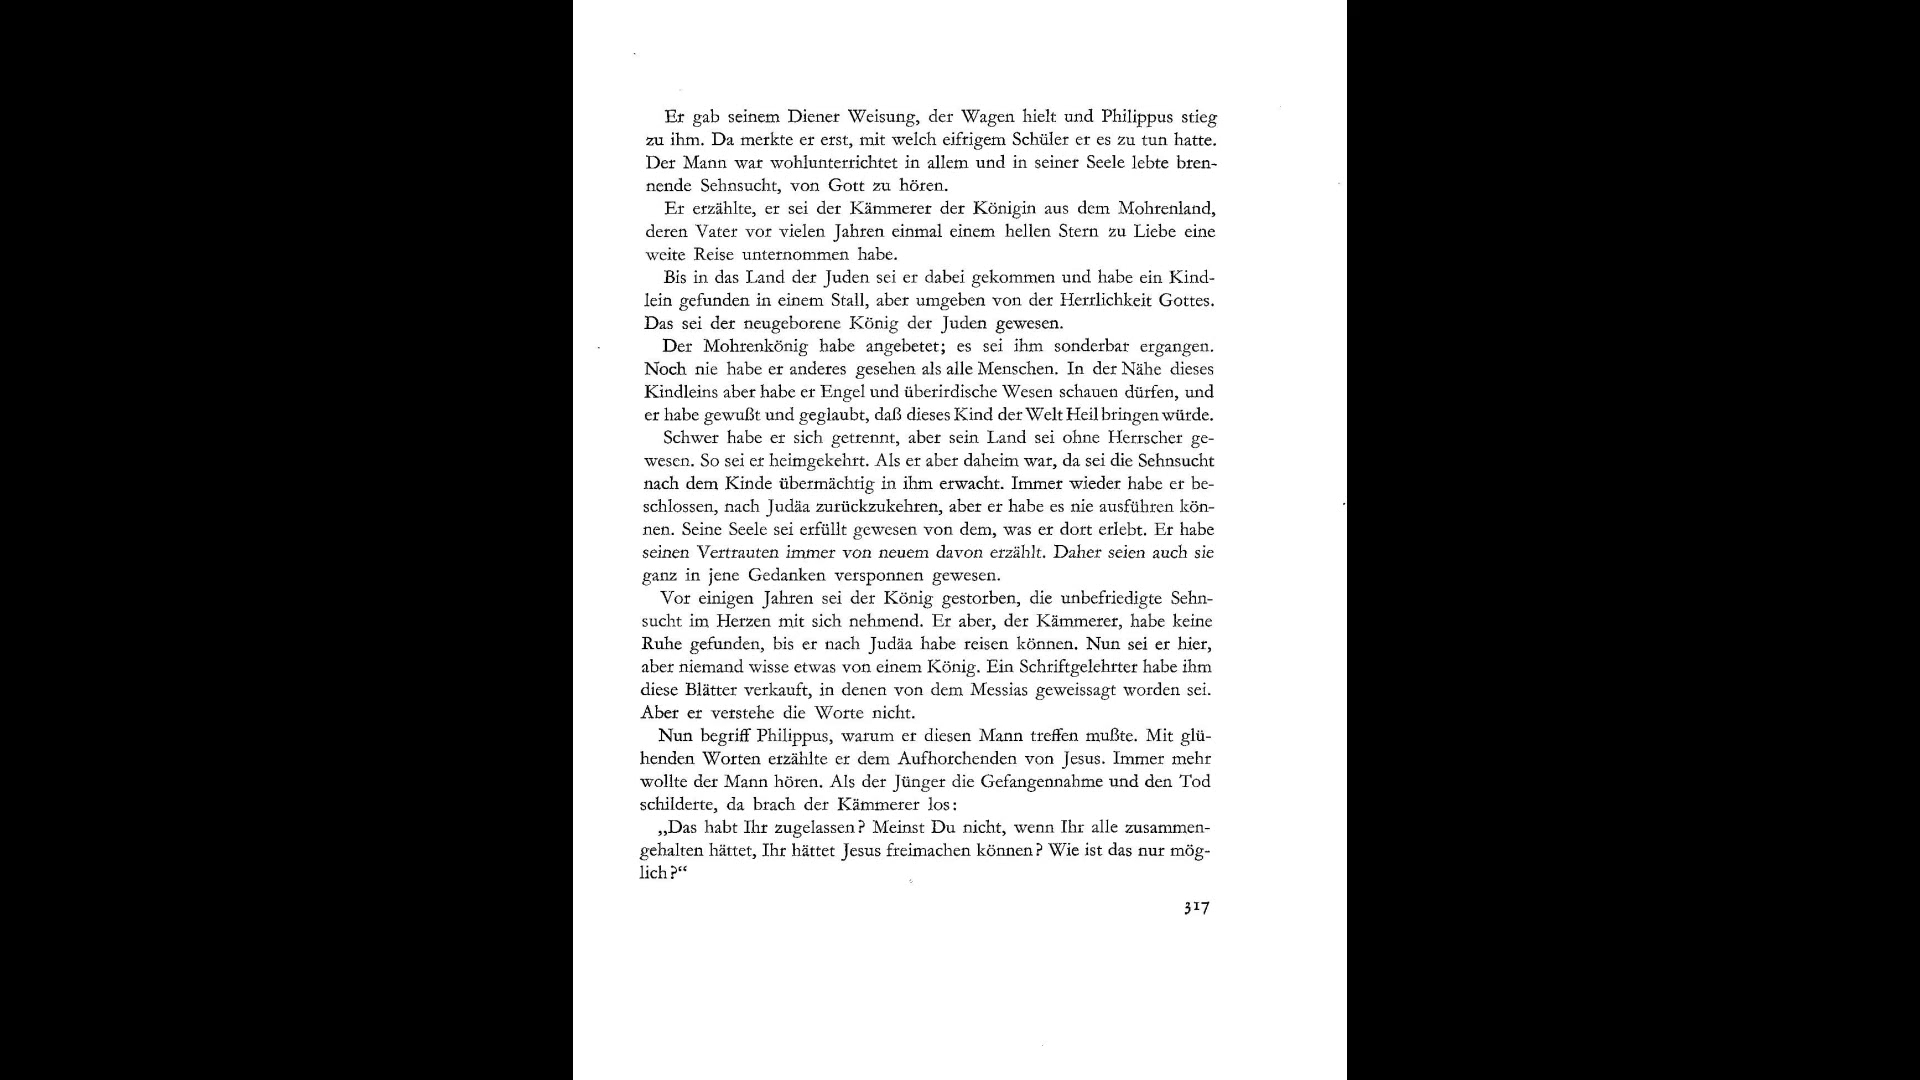 Er gab seinem Diener Weisung, der Wagen hielt und Philippus stieg
zu ihm. Da merkte er erst, mit welch eifrigem Schüler er es zu tun hatte.
Der Mann war wohlunterrichtet in allem und in seiner Seele lebte bren-
nende Sehnsucht, von Gott zu hören.
Er erzählte, er sei der Kämmerer der Königin aus dem Mohrenland,
deren Vater vor vielen Jahren einmal einem hellen Stern zu Liebe eine
weite Reise unternommen habe.
Bis in das Land der Juden sei er dabei gekommen und habe ein Kind-
lein gefunden in einem Stall, aber umgeben von der Herrlichkeit Gottes.
Das sei der neugeborene König der Juden gewesen.
Der Mohrenkönig habe angebetet; es sei ihm sonderbar ergangen.
Noch nie habe er anderes gesehen als alle Menschen. In der Nähe dieses
Kindleins aber habe er Engel und überirdische Wesen schauen dürfen, und
er habe gewußt und geglaubt, daß dieses Kind der Welt Heil bringen würde.
Schwer habe er sich getrennt, aber sein Land sei ohne Herrscher ge-
wesen. So sei er heimgekehrt. Als er aber daheim war, da sei die Sehnsucht
nach dem Kinde übermächtig in ihm erwacht. Immer wieder habe er be-
schlossen, nach Judäa zurückzukehren, aber er habe es nie ausführen kön-
nen. Seine Seele sei erfüllt gewesen von dem, was er dort erlebt. Er habe
seinen Vertrauten immer von neuem davon erzählt. Daher seien auch sie
ganz in jene Gedanken versponnen gewesen.
Vor einigen Jahren sei der König gestorben, die unbefriedigte Sehn-
sucht im Herzen mit sich nehmend. Er aber, der Kämmerer, habe keine
Ruhe gefunden, bis er nach Judäa habe reisen können. Nun sei er hier,
aber niemand wisse etwas von einem König. Ein Schriftgelehrter habe ihm
diese Blätter verkauft, in denen von dem Messias geweissagt worden sei.
Aber er verstehe die Worte nicht.
Nun begriff Philippus, warum er diesen Mann treffen mußte. Mit glü-
henden Worten erzählte er dem Aufhorchenden von Jesus. Immer mehr
wollte der Mann hören. Als der Jünger die Gefangennahme und den Tod
schilderte, da brach der Kämmerer los:
„Das habt Ihr zugelassen? Meinst Du nicht, wenn Ihr alle zusammen-
gehalten hättet, Ihr hättet Jesus freimachen können? Wie ist das nur mög-
lich?“
317